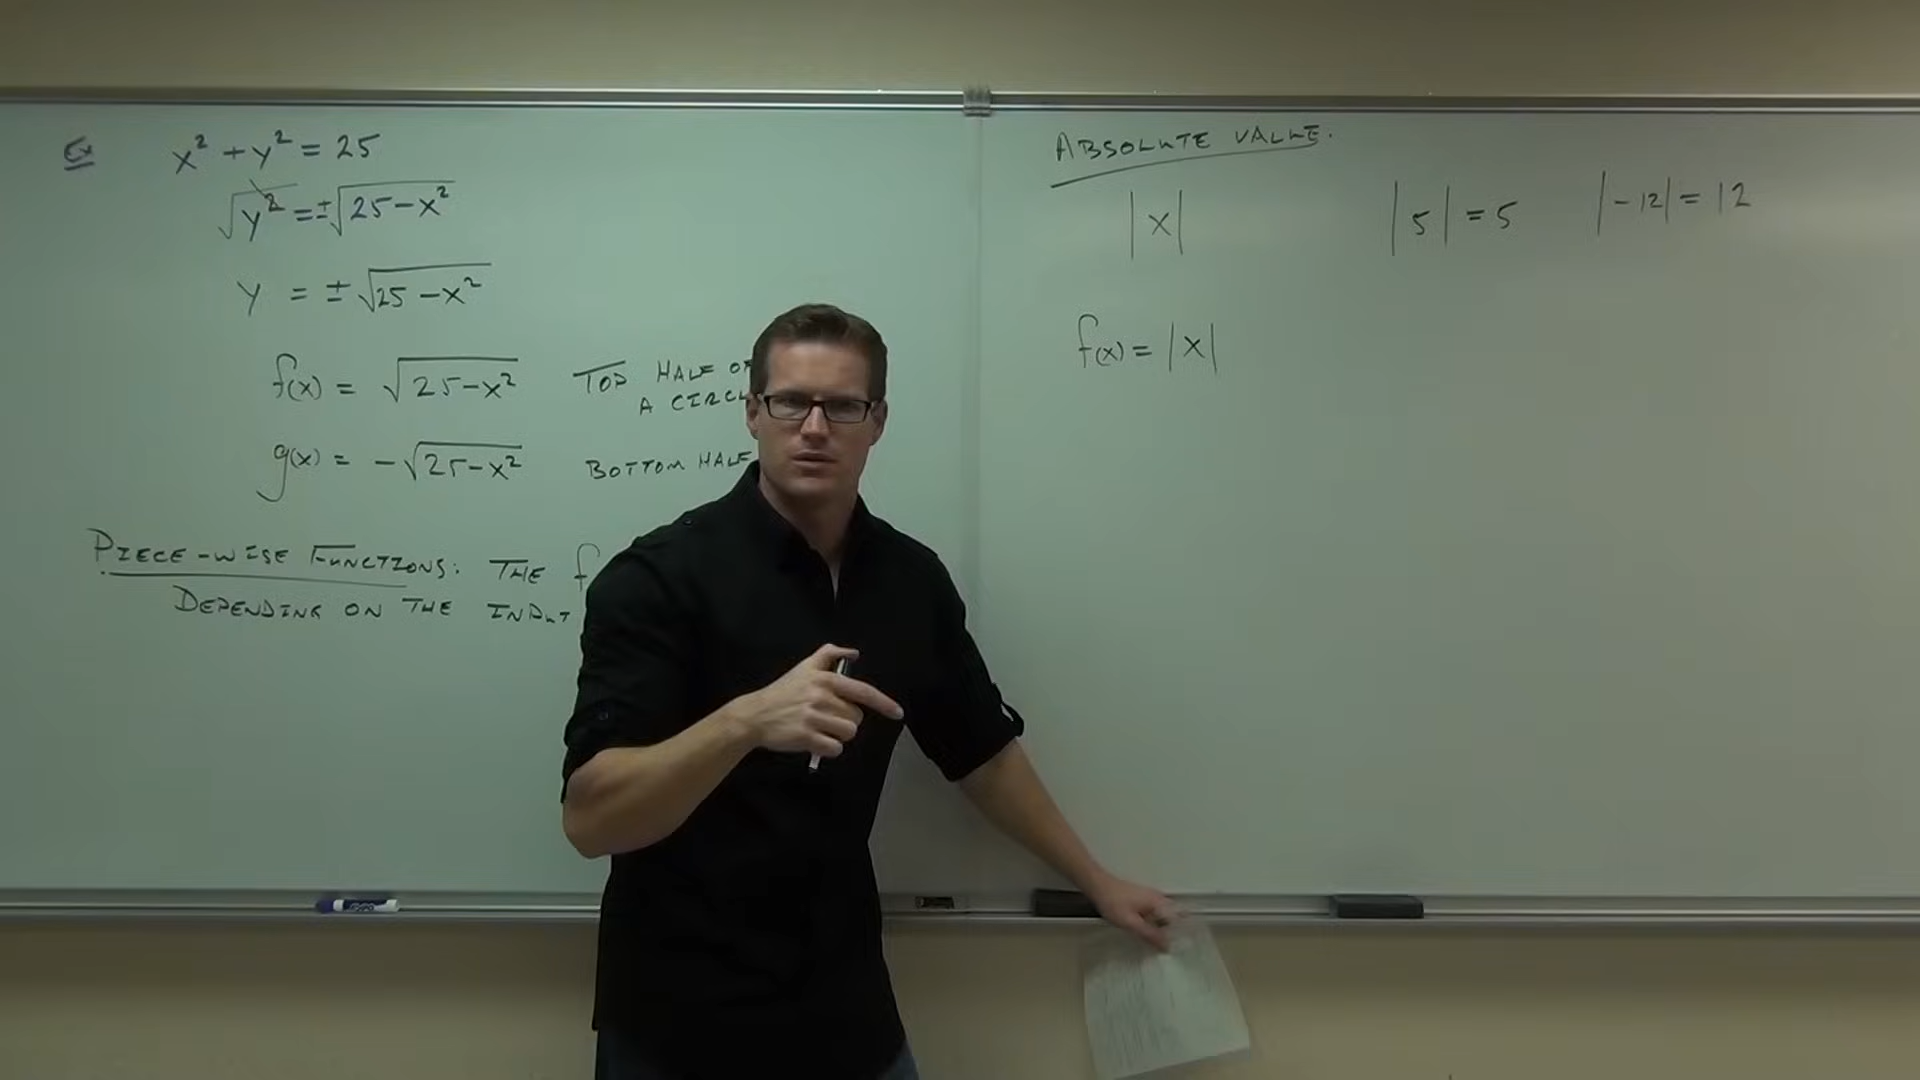 Ex x² + y² = 25
√y² = ±√25-x²
y = ±√25-x²
f(x) = √25-x² TOP HALF OF
A CIRCL
g(x) = -√25-x² BOTTOM HALF
PIECE-WISE FUNCTIONS: THE f
DEPENDING ON THE INPUT
ABSOLUTE VALUE.
|x| |5| = 5 |-12| = 12
f(x) = |x|
EXPO